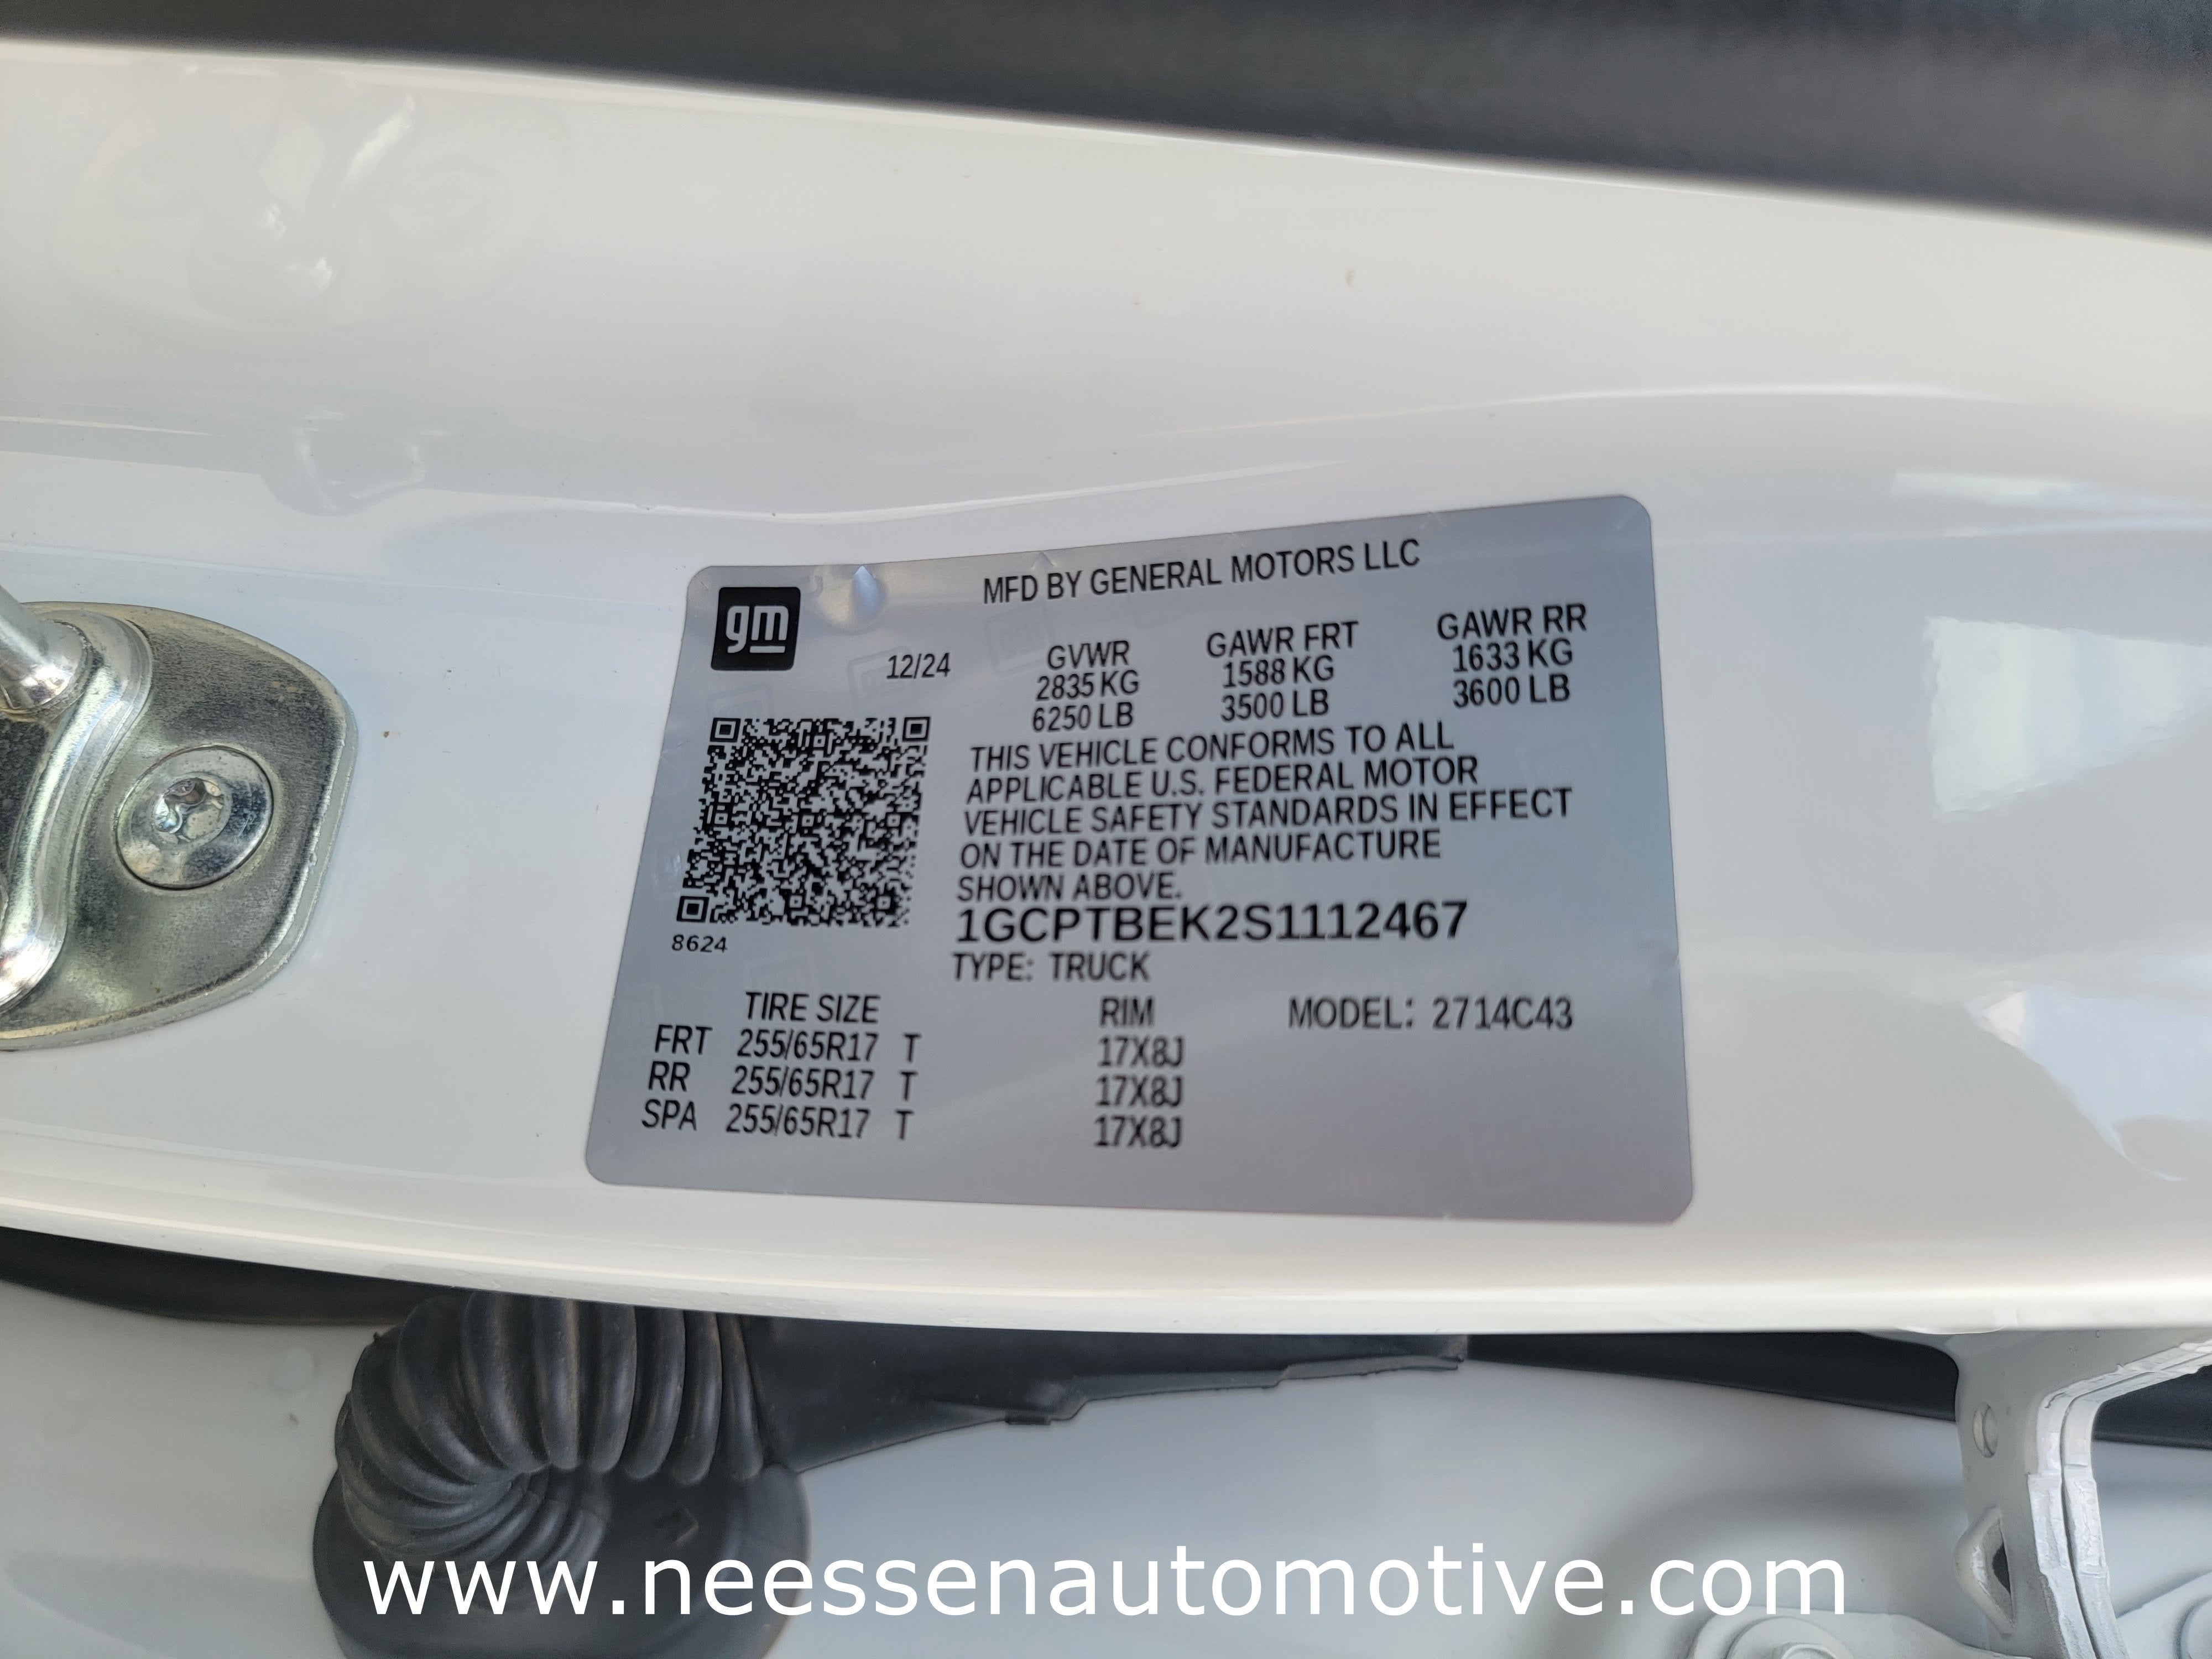 gm
MFD BY GENERAL MOTORS LLC
12/24
GVWR GAWR FRT GAWR RR
2835 KG 1588 KG 1633 KG
6250 LB 3500 LB 3600 LB
THIS VEHICLE CONFORMS TO ALL
APPLICABLE U.S. FEDERAL MOTOR
VEHICLE SAFETY STANDARDS IN EFFECT
ON THE DATE OF MANUFACTURE
SHOWN ABOVE.
1GCPTBEK2S1112467
8624
TYPE: TRUCK
TIRE SIZE RIM MODEL: 2714C43
FRT 255/65R17 T 17X8J
RR 255/65R17 T 17X8J
SPA 255/65R17 T 17X8J
www.neessenautomotive.com